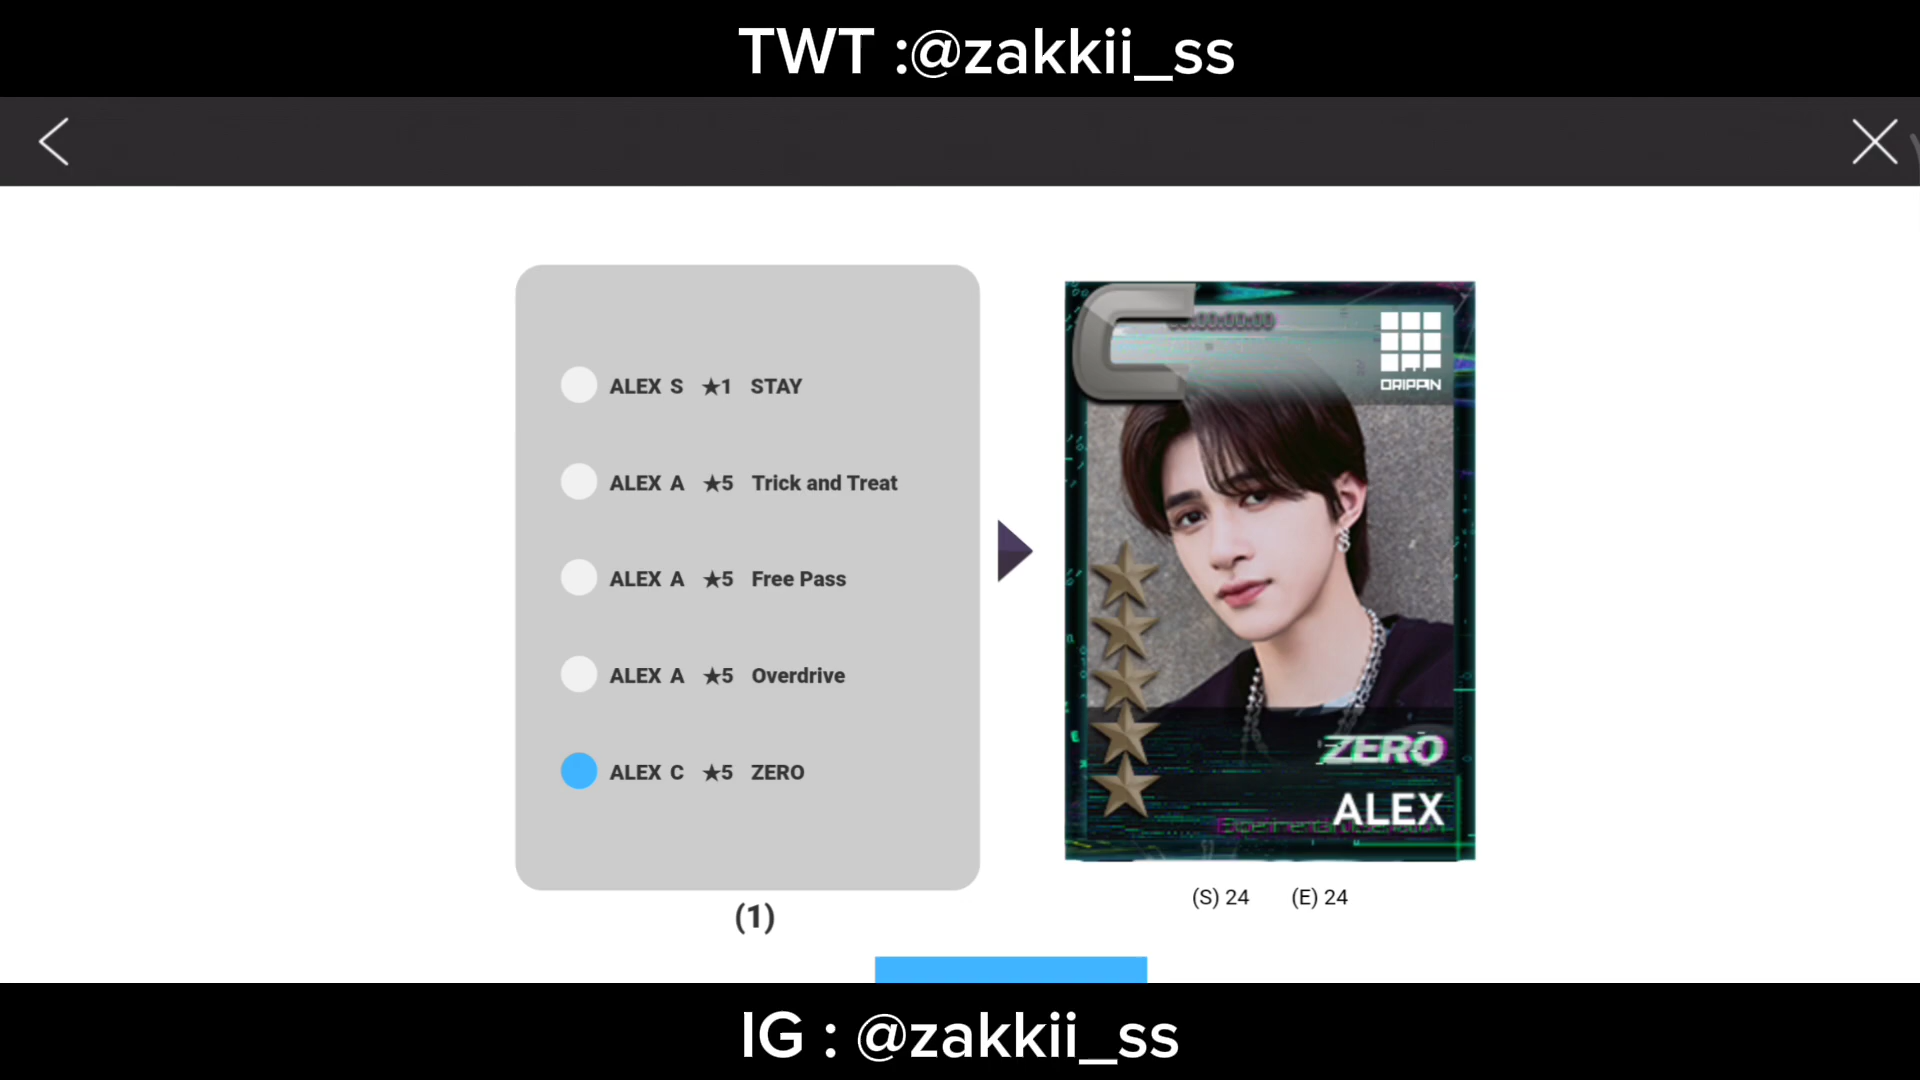 TWT :@zakkii_ss
ALEX S ★1 STAY
ALEX A ★5 Trick and Treat
ALEX A ★5 Free Pass
ALEX A ★5 Overdrive
ALEX C ★5 ZERO
(1)
C
DRIPPIN
ZERO
ALEX
(S) 24 (E) 24
IG : @zakkii_ss